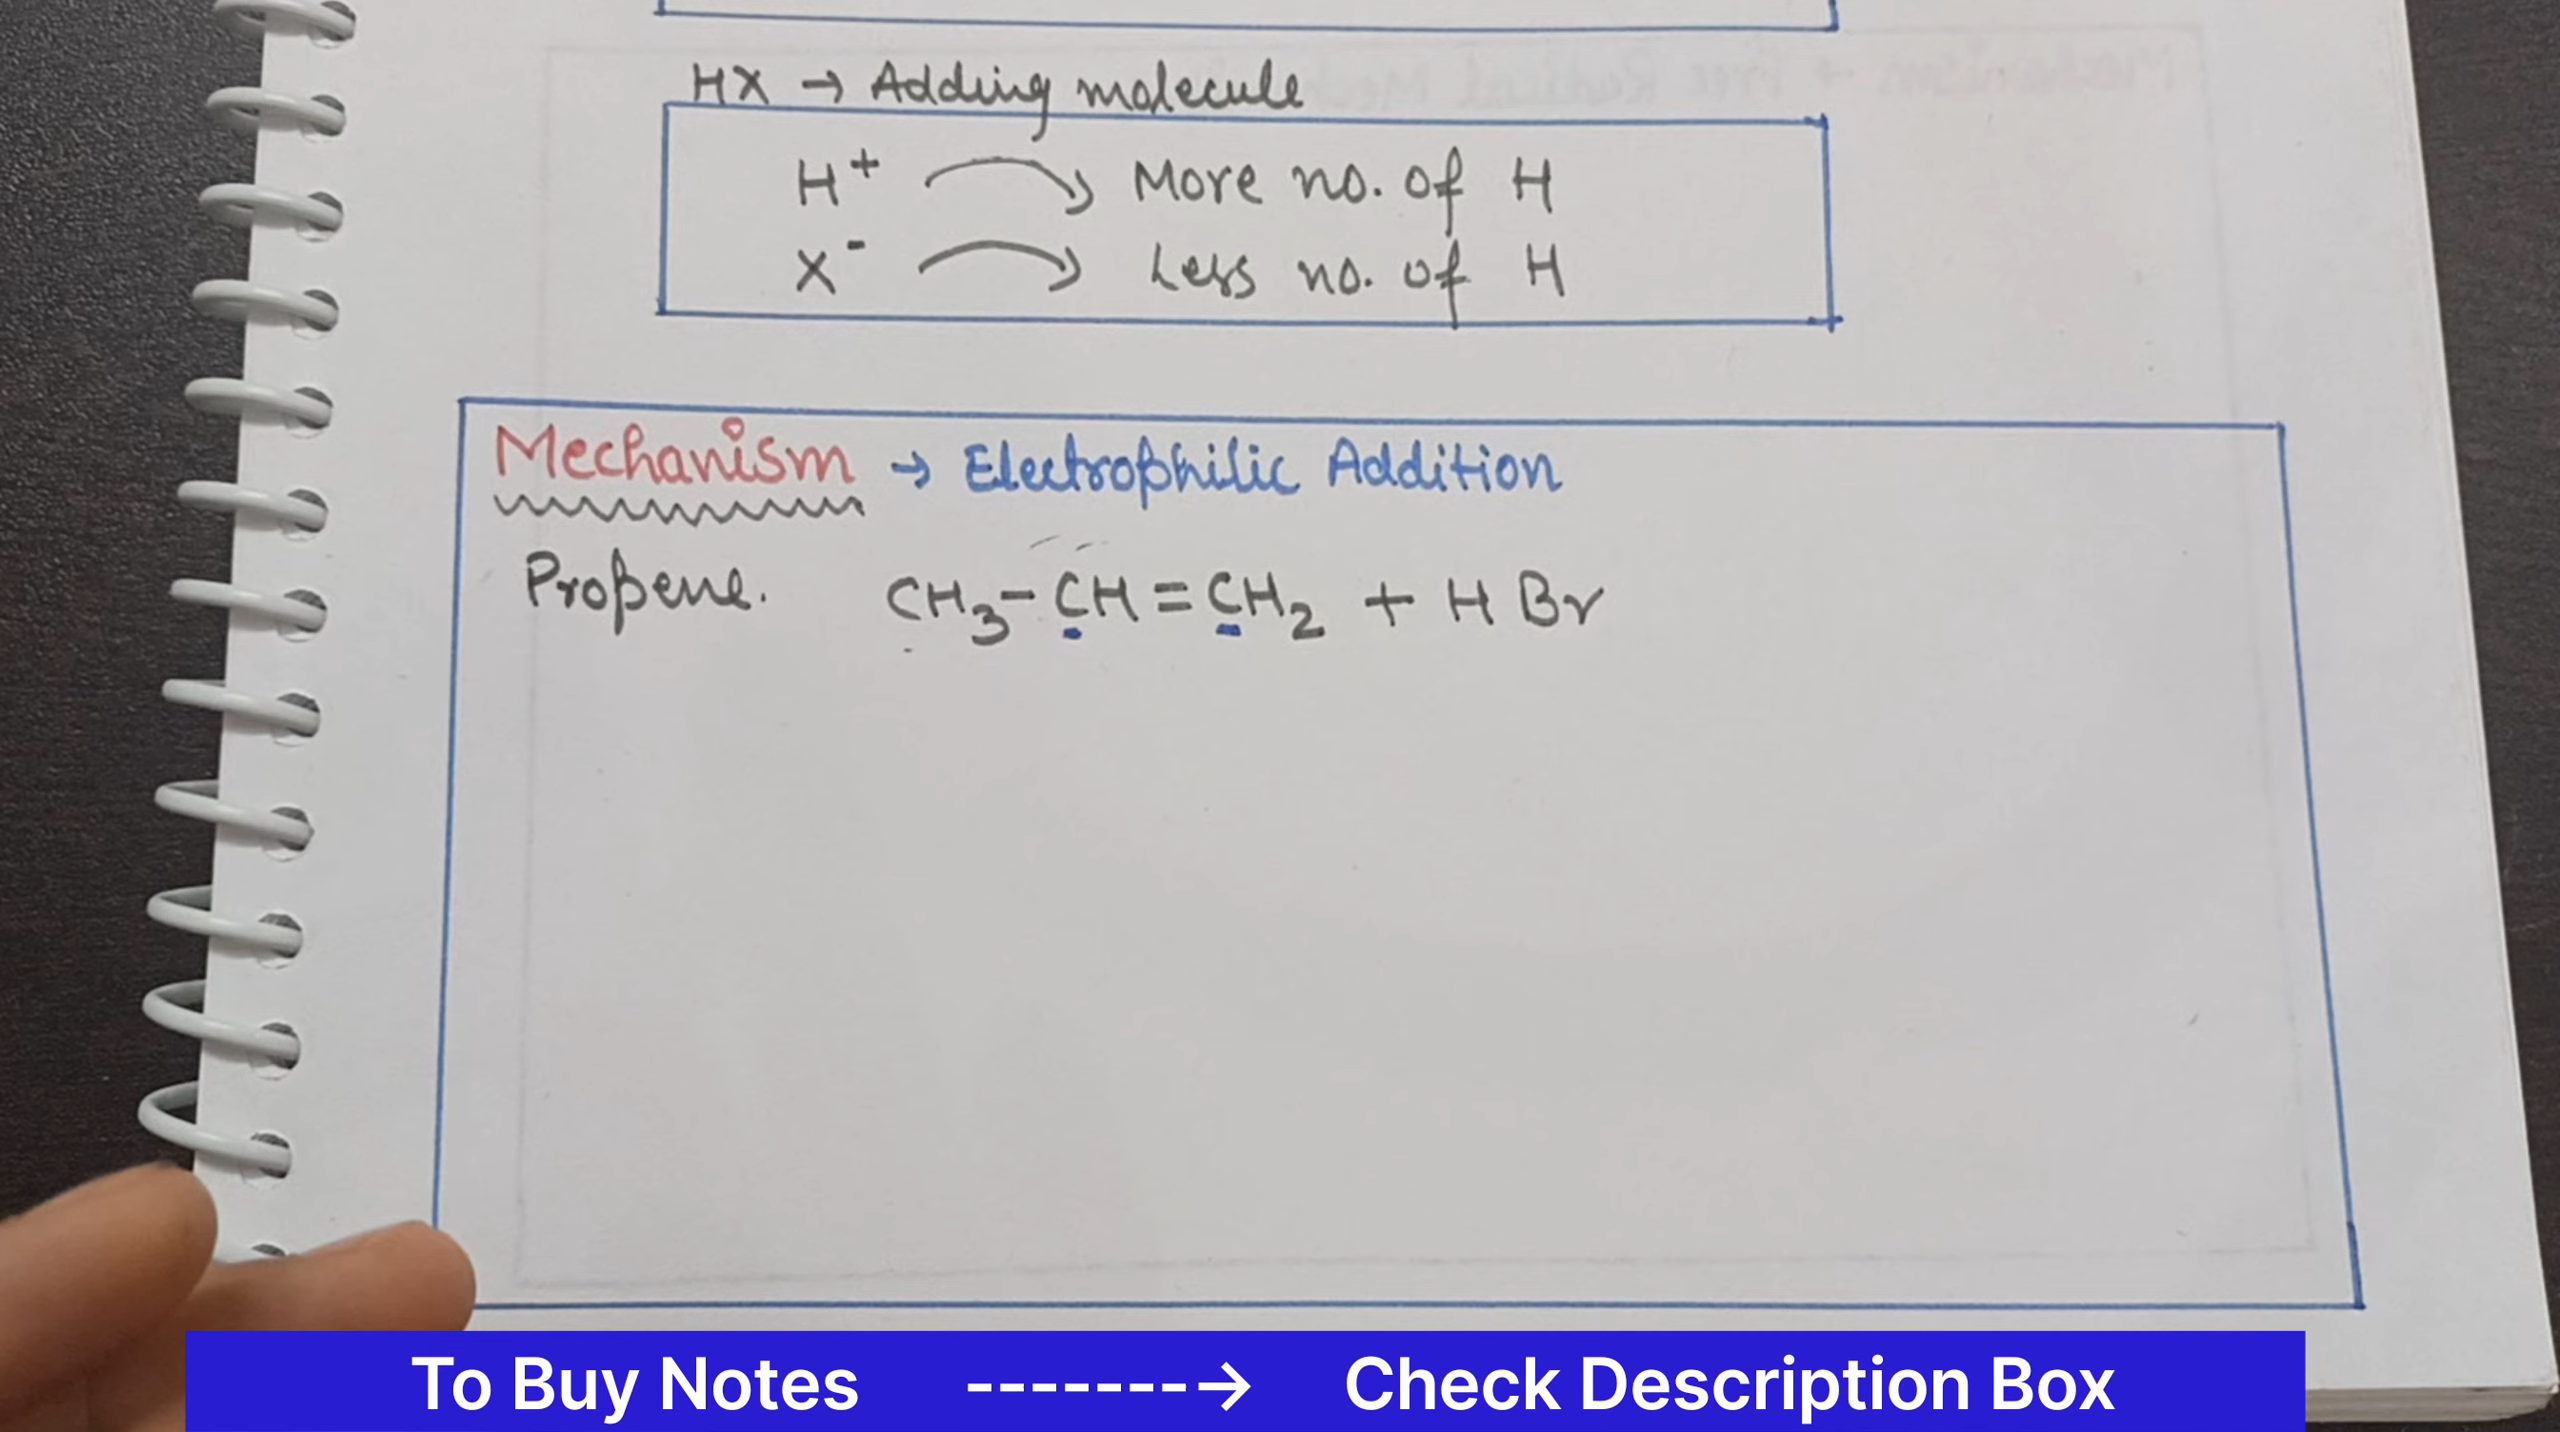 HX → Adding molecule
H⁺ → More no. of H
X⁻ → Less no. of H
Mechanism → Electrophilic Addition
Propene. CH₃-CH=CH₂ + H Br
To Buy Notes -------→ Check Description Box